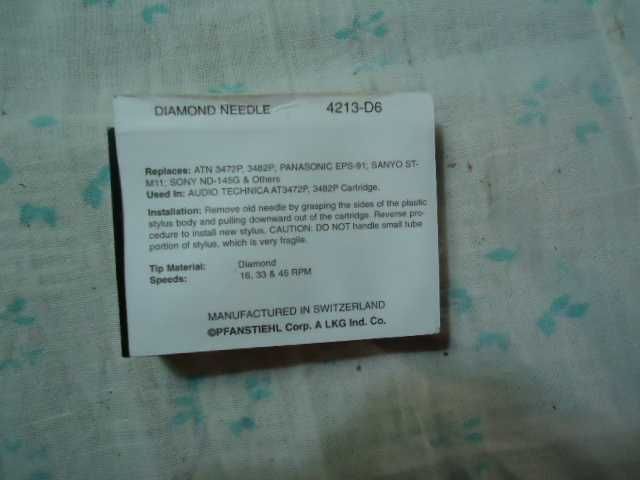 DIAMOND NEEDLE 4213-D6
Replaces: ATN 3472P, 3482P; PANASONIC EPS-91; SANYO ST-
M11; SONY ND-145G & Others
Used In: AUDIO TECHNICA AT3472P, 3482P Cartridge.
Installation: Remove old needle by grasping the sides of the plastic
stylus body and pulling downward out of the cartridge. Reverse pro-
cedure to install new stylus. CAUTION: DO NOT handle small tube
portion of stylus, which is very fragile.
Tip Material: Diamond
Speeds: 16, 33 & 45 RPM
MANUFACTURED IN SWITZERLAND
©PFANSTIEHL Corp. A LKG Ind. Co.